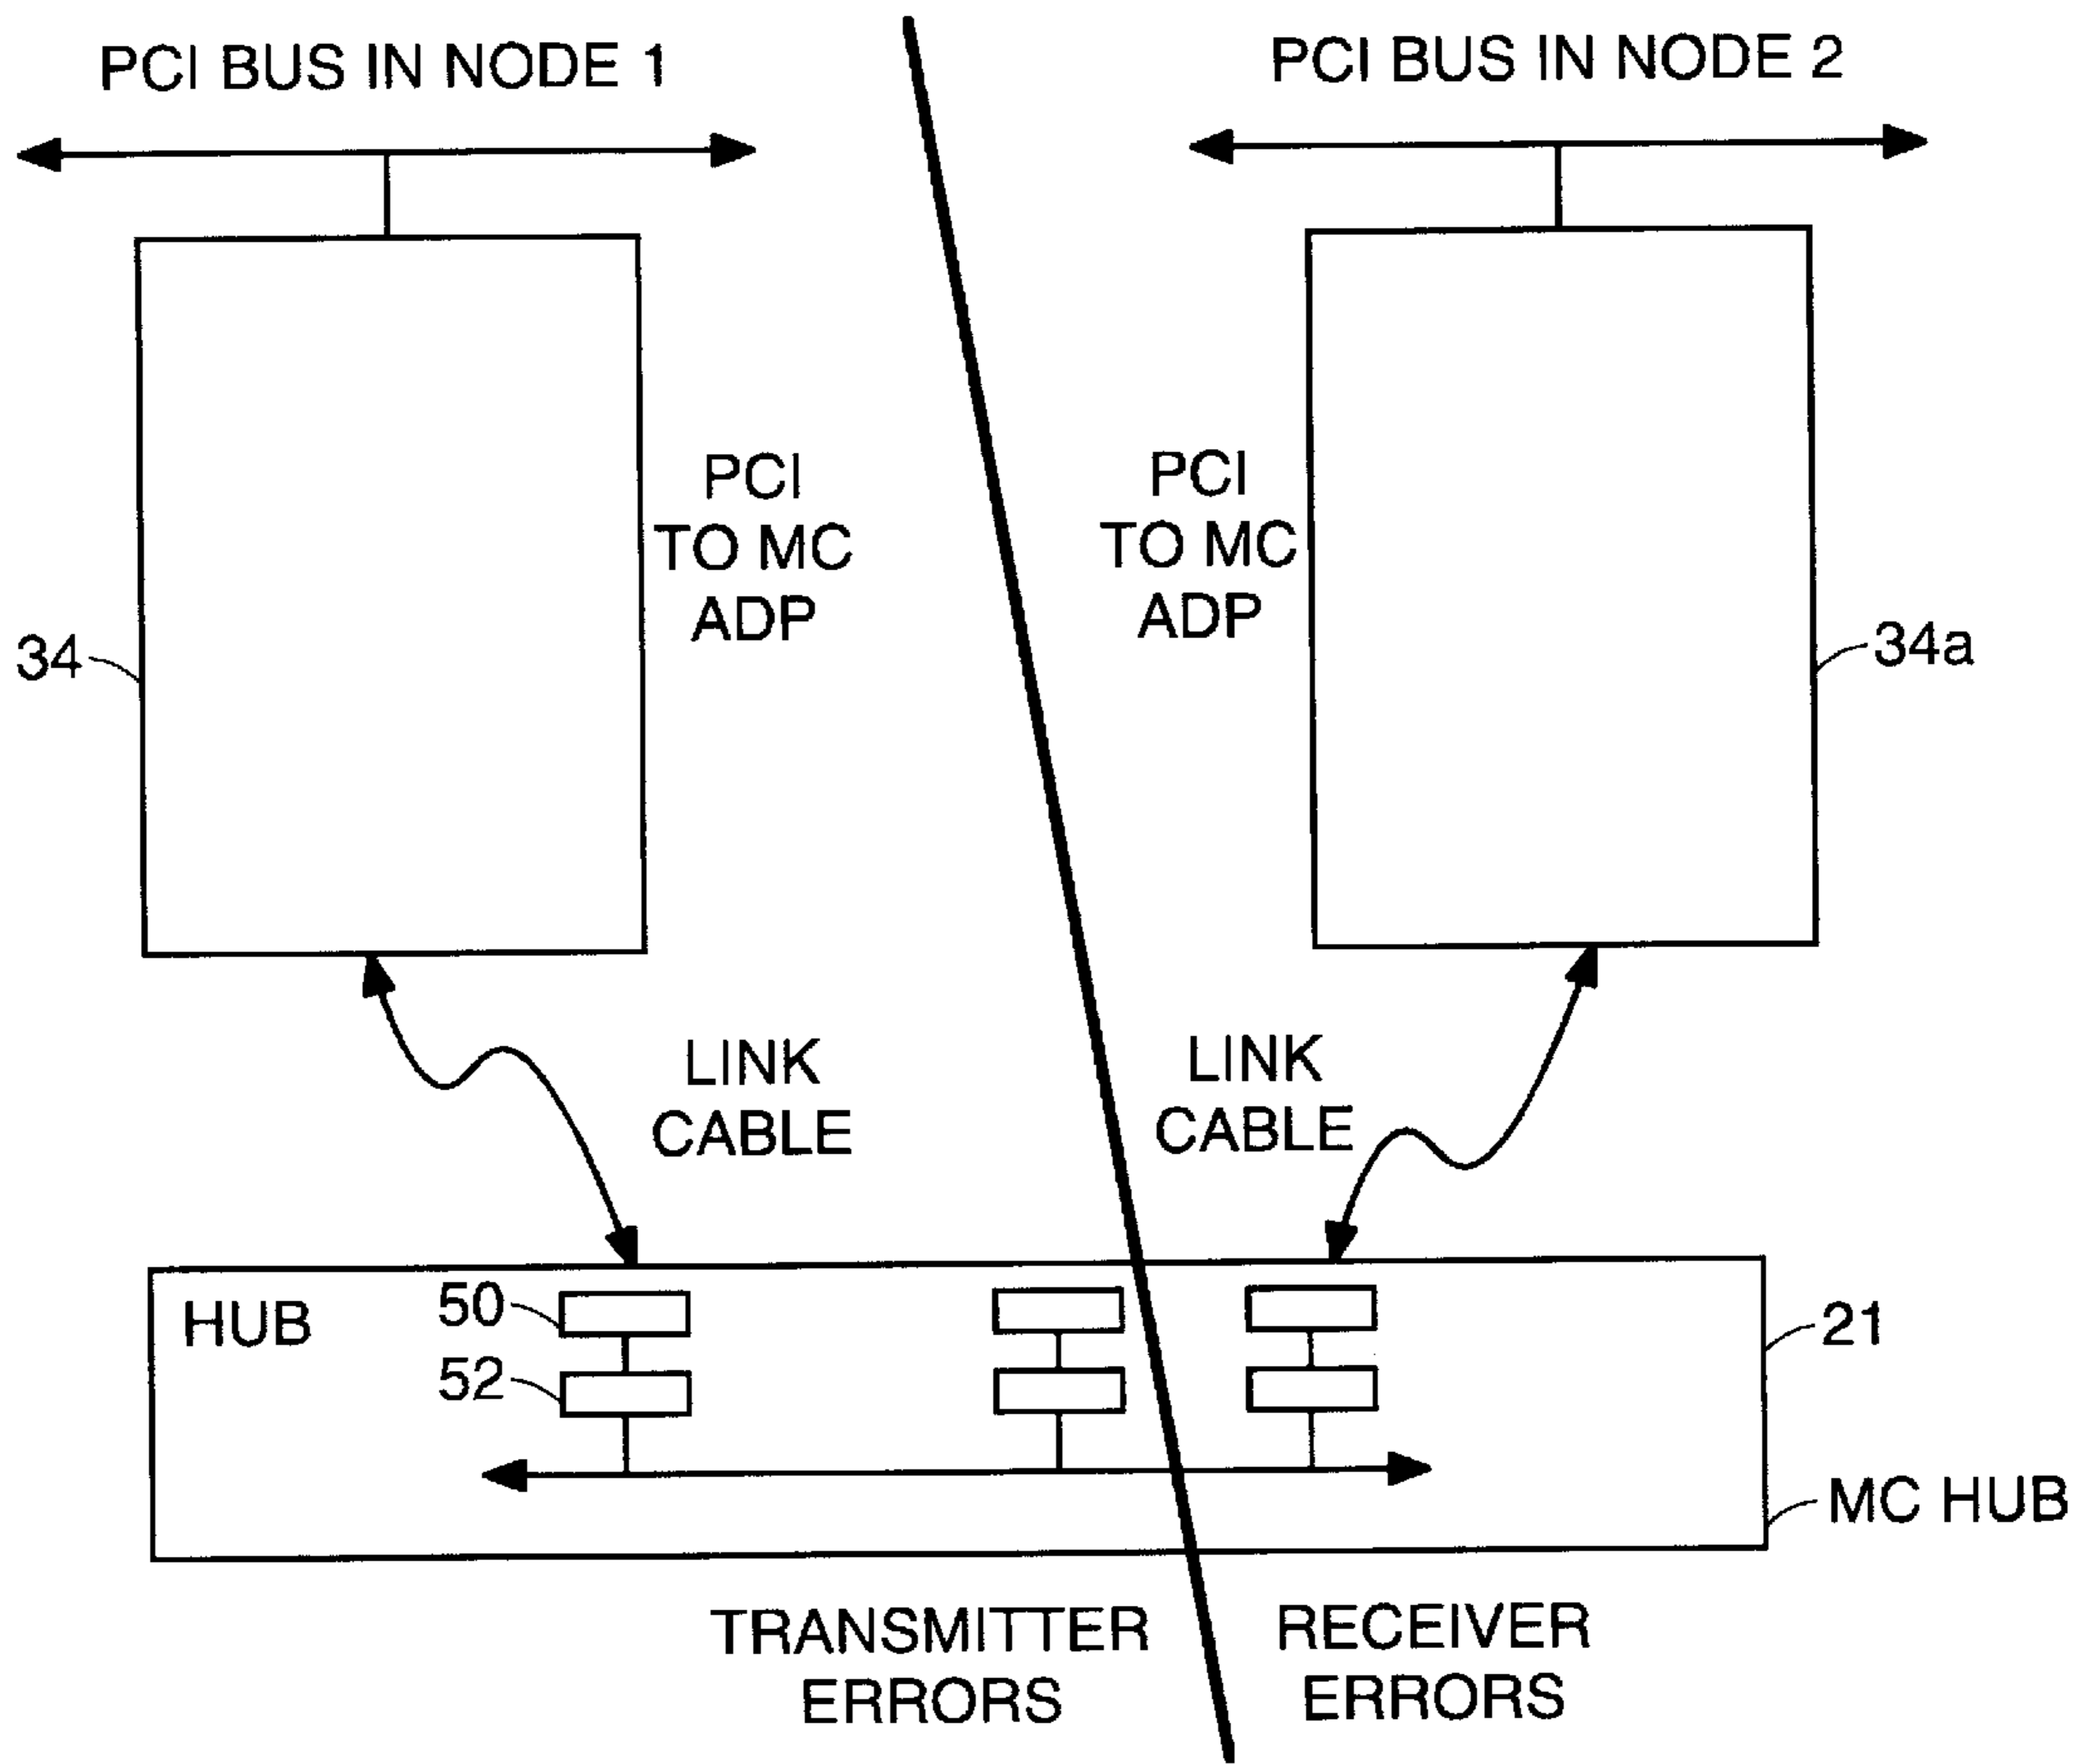 PCI BUS IN NODE 1
PCI BUS IN NODE 2
PCI
TO MC
ADP
PCI
TO MC
ADP
34
34a
LINK
CABLE
LINK
CABLE
HUB
50
52
21
MC HUB
TRANSMITTER
ERRORS
RECEIVER
ERRORS